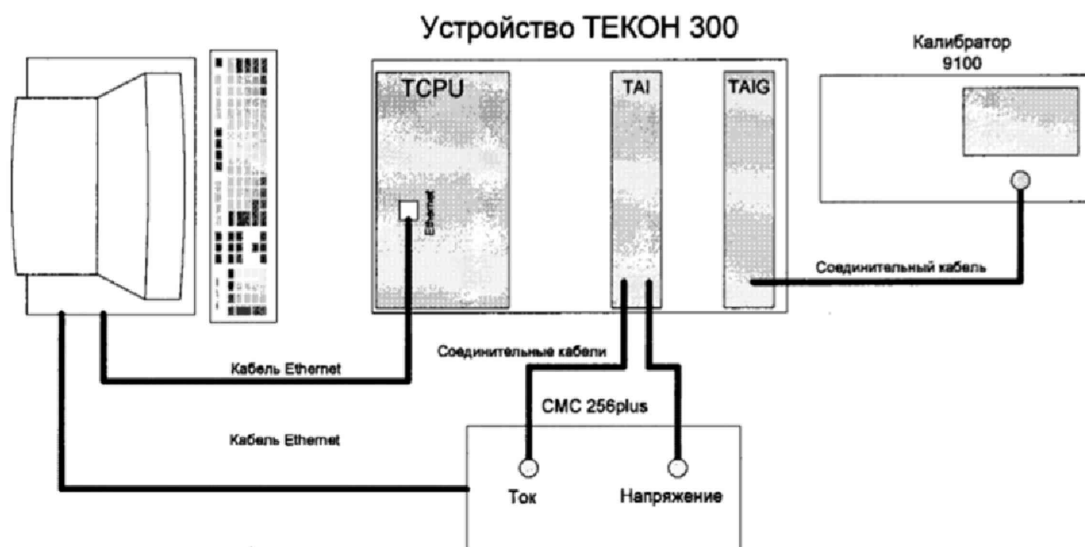 Устройство ТЕКОН 300
Калибратор
9100
TCPU
TAI
TAIG
Ethernet
Соединительный кабель
Соединительные кабели
Кабель Ethernet
CMC 256plus
Кабель Ethernet
Ток
Напряжение